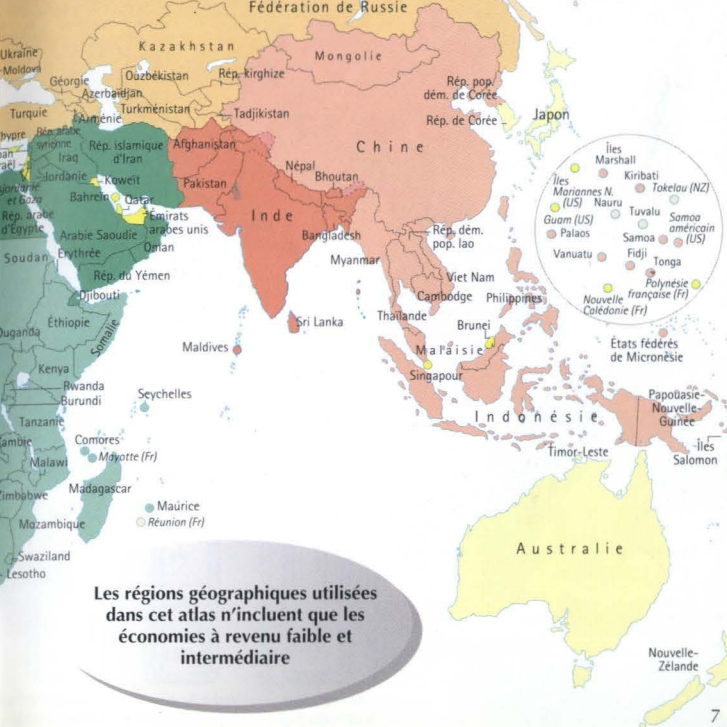 Fédération de Russie
Kazakhstan
Mongolie
Ukraine
Moldova
Géorgie
Ouzbékistan
Rép. kirghize
Azerbaïdjan
Turquie
Arménie
Turkménistan
Tadjikistan
Rép. pop.
dém. de Corée
Rép. de Corée
Japon
Chine
Rép. arabe
syrienne
Iraq
Rép. islamique
d'Iran
Afghanistan
Jordanie
Koweït
Pakistan
Népal
Bhoutan
et Gaza
Bahreïn
Qatar
Émirats
arabes unis
Inde
Bangladesh
Rép. arabe
d'Égypte
Arabie Saoudie
Oman
Soudan
Érythrée
Rép. du Yémen
Djibouti
Myanmar
Rép. dém.
pop. lao
Viet Nam
Cambodge
Philippines
Thaïlande
Éthiopie
Somalie
Sri Lanka
Maldives
Brunei
Malaisie
Singapour
Indonésie
Ouganda
Kenya
Rwanda
Burundi
Seychelles
Tanzanie
Comores
Mayotte (Fr)
Malawi
Madagascar
Zimbabwe
Mozambique
Maurice
Réunion (Fr)
Swaziland
Lesotho
Îles
Marshall
Îles
Mariannes N.
(US)
Kiribati
Tokelau (NZ)
Nauru
Guam (US)
Tuvalu
Samoa
américain
(US)
Palaos
Samoa
Vanuatu
Fidji
Tonga
Polynésie
française (Fr)
Nouvelle
Calédonie (Fr)
États fédérés
de Micronésie
Papouasie-
Nouvelle-
Guinée
Îles
Salomon
Timor-Leste
Australie
Nouvelle-
Zélande
Les régions géographiques utilisées
dans cet atlas n'incluent que les
économies à revenu faible et
intermédiaire
7